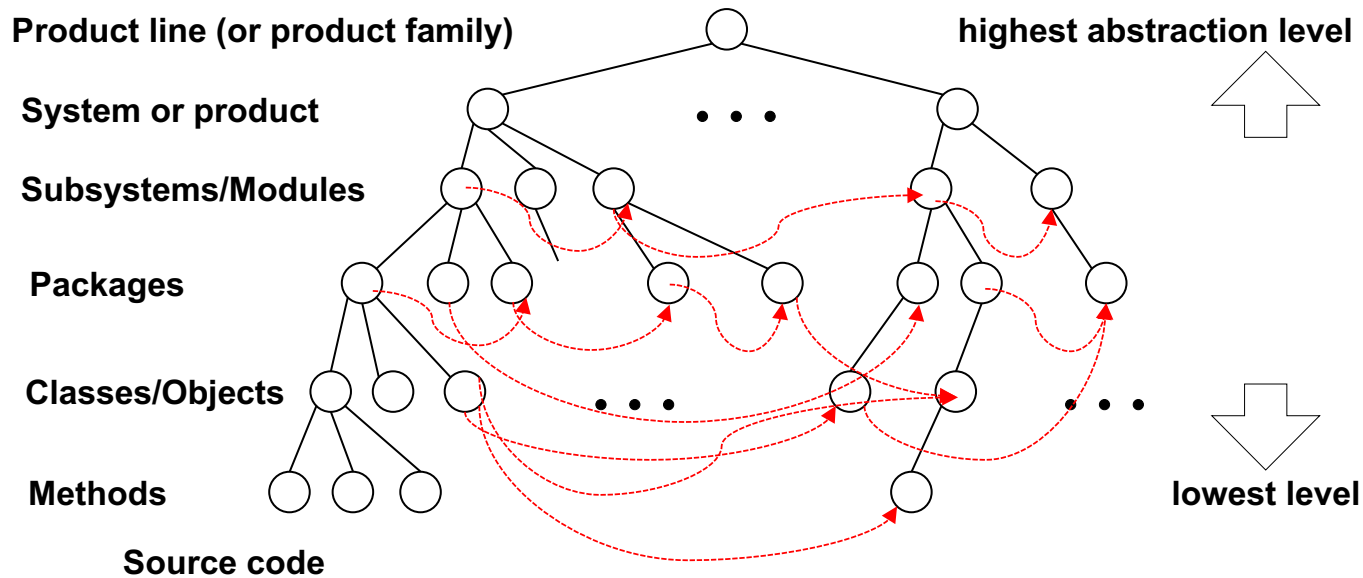 Product line (or product family)
highest abstraction level
System or product
Subsystems/Modules
Packages
Classes/Objects
Methods
lowest level
Source code